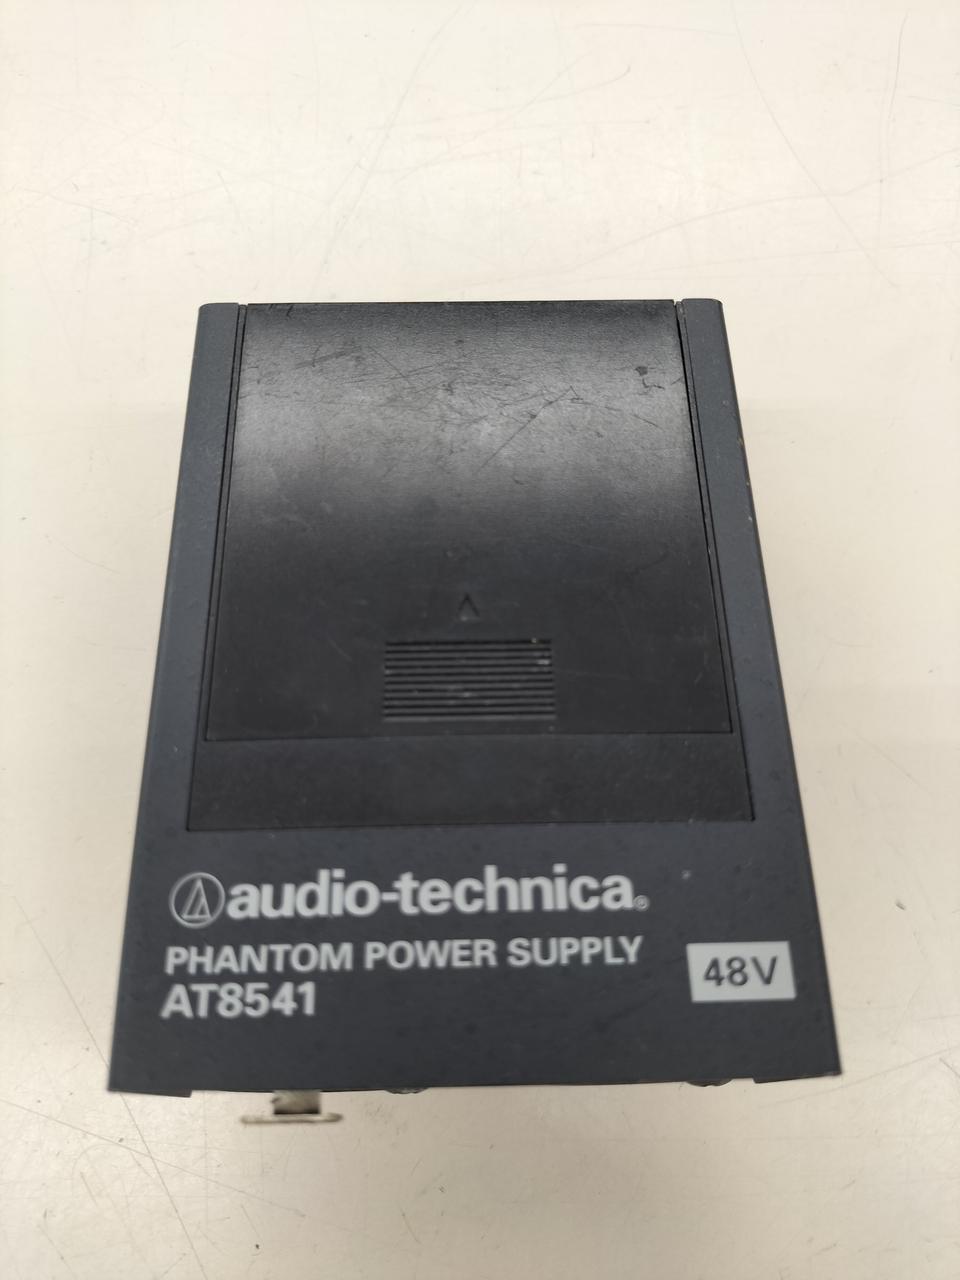 audio-technica®
PHANTOM POWER SUPPLY
48V
AT8541